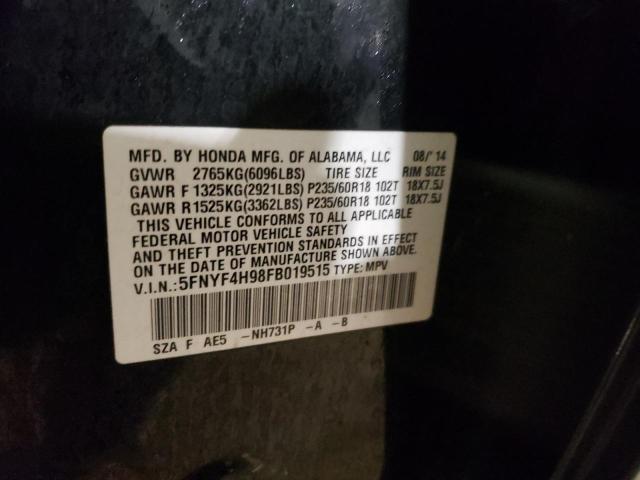 MFD. BY HONDA MFG. OF ALABAMA, LLC 08/'14
GVWR 2765KG(6096LBS) TIRE SIZE RIM SIZE
GAWR F 1325KG(2921LBS) P235/60R18 102T 18X7.5J
GAWR R 1525KG(3362LBS) P235/60R18 102T 18X7.5J
THIS VEHICLE CONFORMS TO ALL APPLICABLE
FEDERAL MOTOR VEHICLE SAFETY
AND THEFT PREVENTION STANDARDS IN EFFECT
ON THE DATE OF MANUFACTURE SHOWN ABOVE.
V.I.N.:5FNYF4H98FB019515 TYPE: MPV
SZA F AE5 -NH731P -A -B